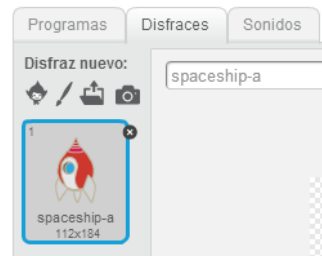 Programas Disfraces Sonidos
Disfraz nuevo:
spaceship-a
1
spaceship-a
112x184